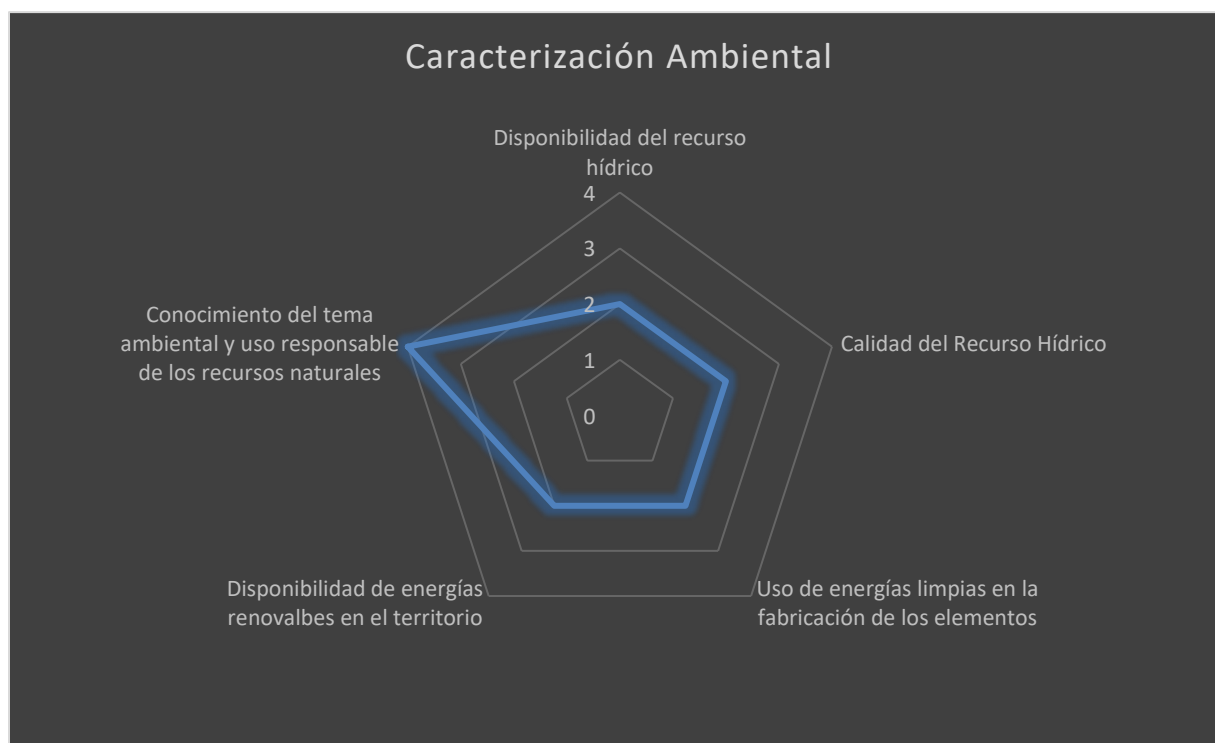 Caracterización Ambiental
Disponibilidad del recurso
hídrico
4
3
2
1
0
Calidad del Recurso Hídrico
Uso de energías limpias en la
fabricación de los elementos
Disponibilidad de energías
renovalbes en el territorio
Conocimiento del tema
ambiental y uso responsable
de los recursos naturales